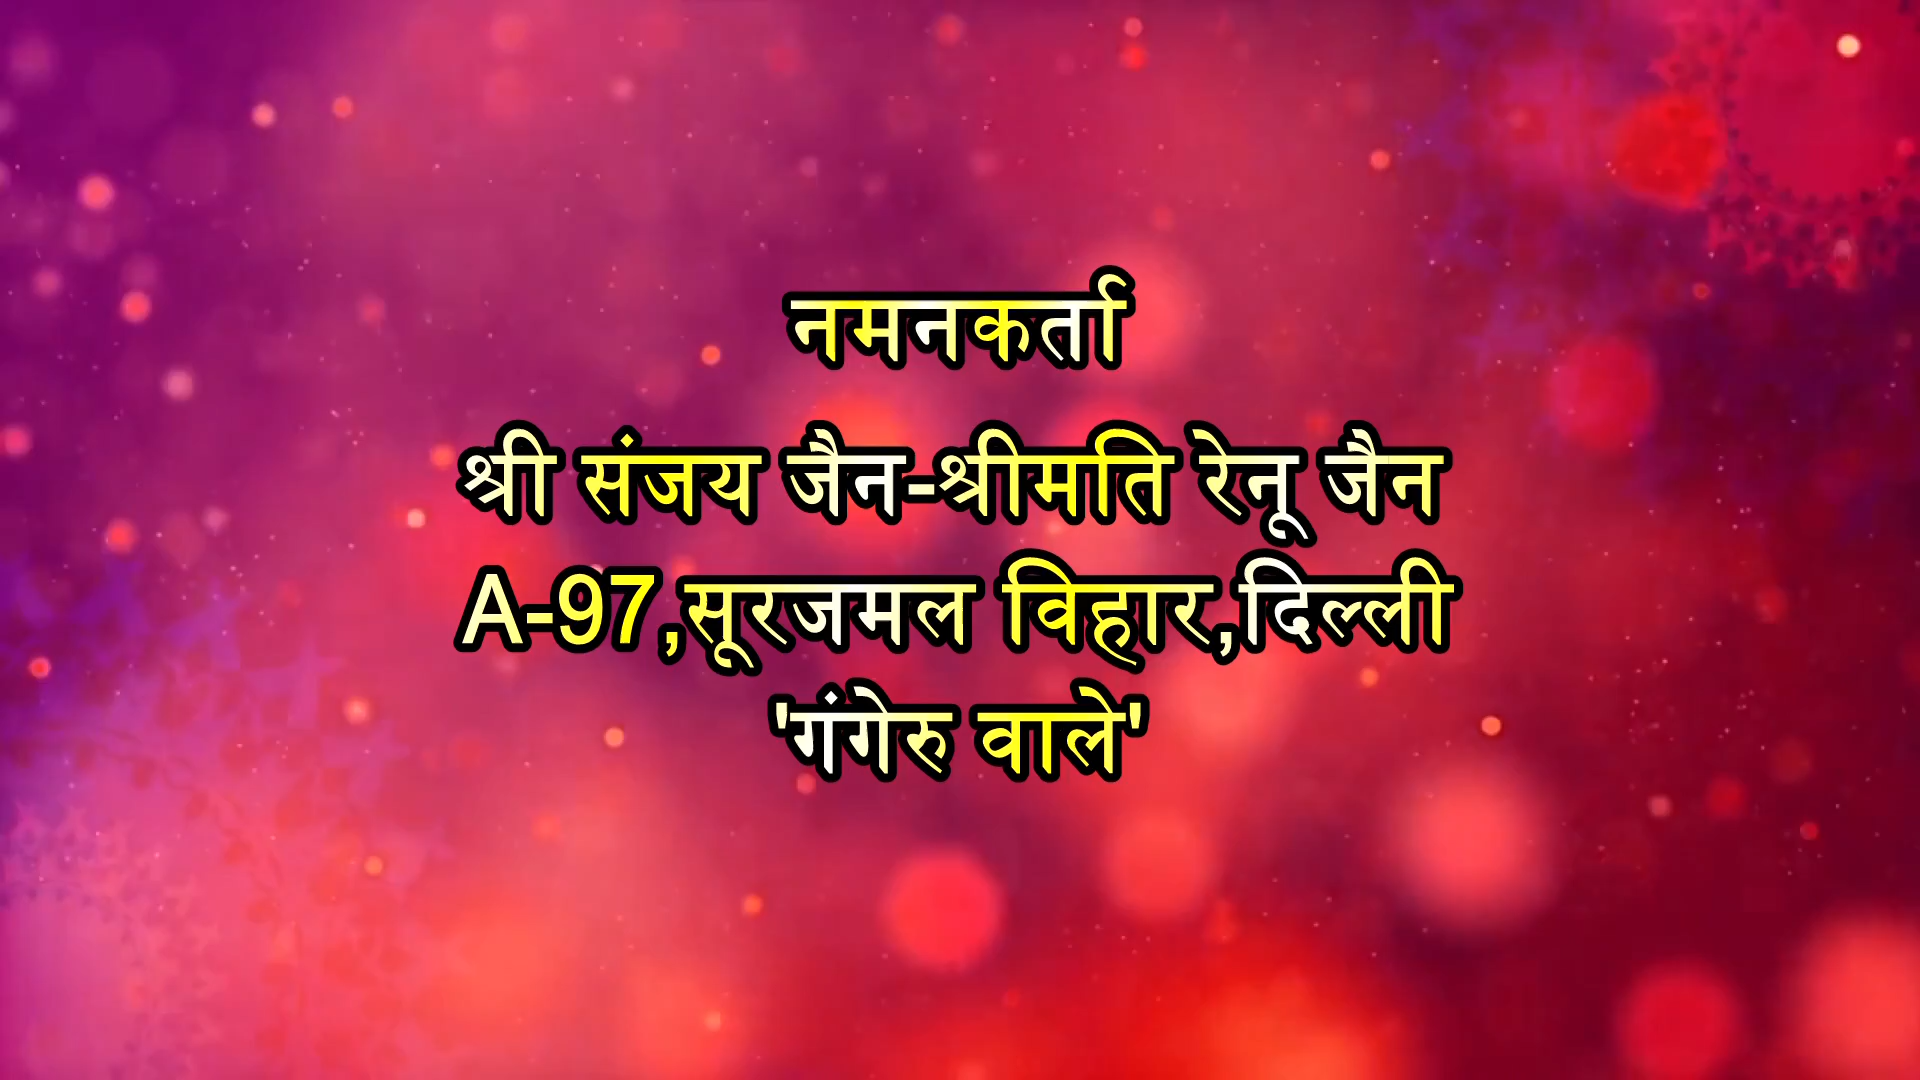 नमनकर्ता
श्री संजय जैन-श्रीमति रेनू जैन
A-97,सूरजमल विहार,दिल्ली
'गंगेरु वाले'